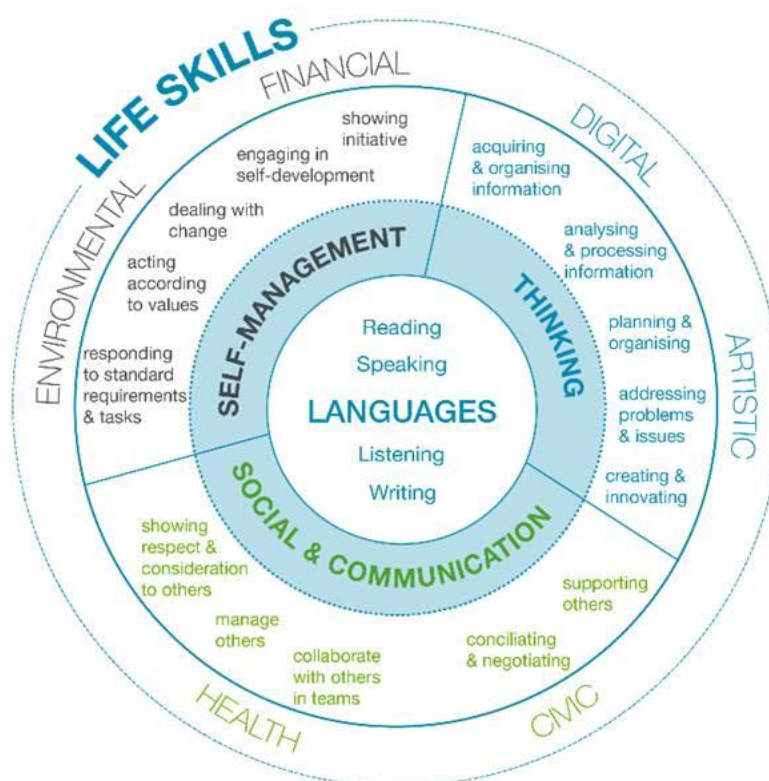 LIFE SKILLS
FINANCIAL
DIGITAL
ARTISTIC
CIVIC
HEALTH
ENVIRONMENTAL
SELF-MANAGEMENT
showing
initiative
engaging in
self-development
dealing with
change
acting
according
to values
responding
to standard
requirements
& tasks
THINKING
acquiring
& organising
information
analysing
& processing
information
planning &
organising
addressing
problems
& issues
creating &
innovating
SOCIAL & COMMUNICATION
showing
respect &
consideration
to others
manage
others
collaborate
with others
in teams
conciliating
& negotiating
supporting
others
Reading
Speaking
LANGUAGES
Listening
Writing